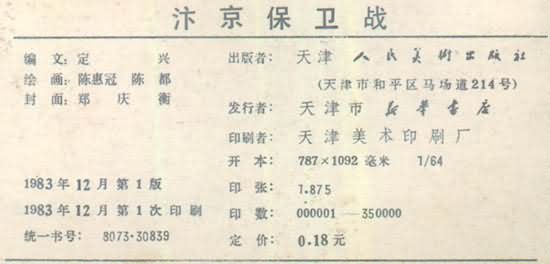 汴京保卫战
编文：定 兴
绘画：陈惠冠 陈 都
封面：郑庆衡
1983年12月第1版
1983年12月第1次印刷
统一书号：8073·30839
出版者：天津人民美術出版社
(天津市和平区马场道214号)
发行者：天津市新华書店
印刷者：天津美术印刷厂
开本：787×1092毫米 1/64
印张：1.875
印数：000001—350000
定价：0.18元